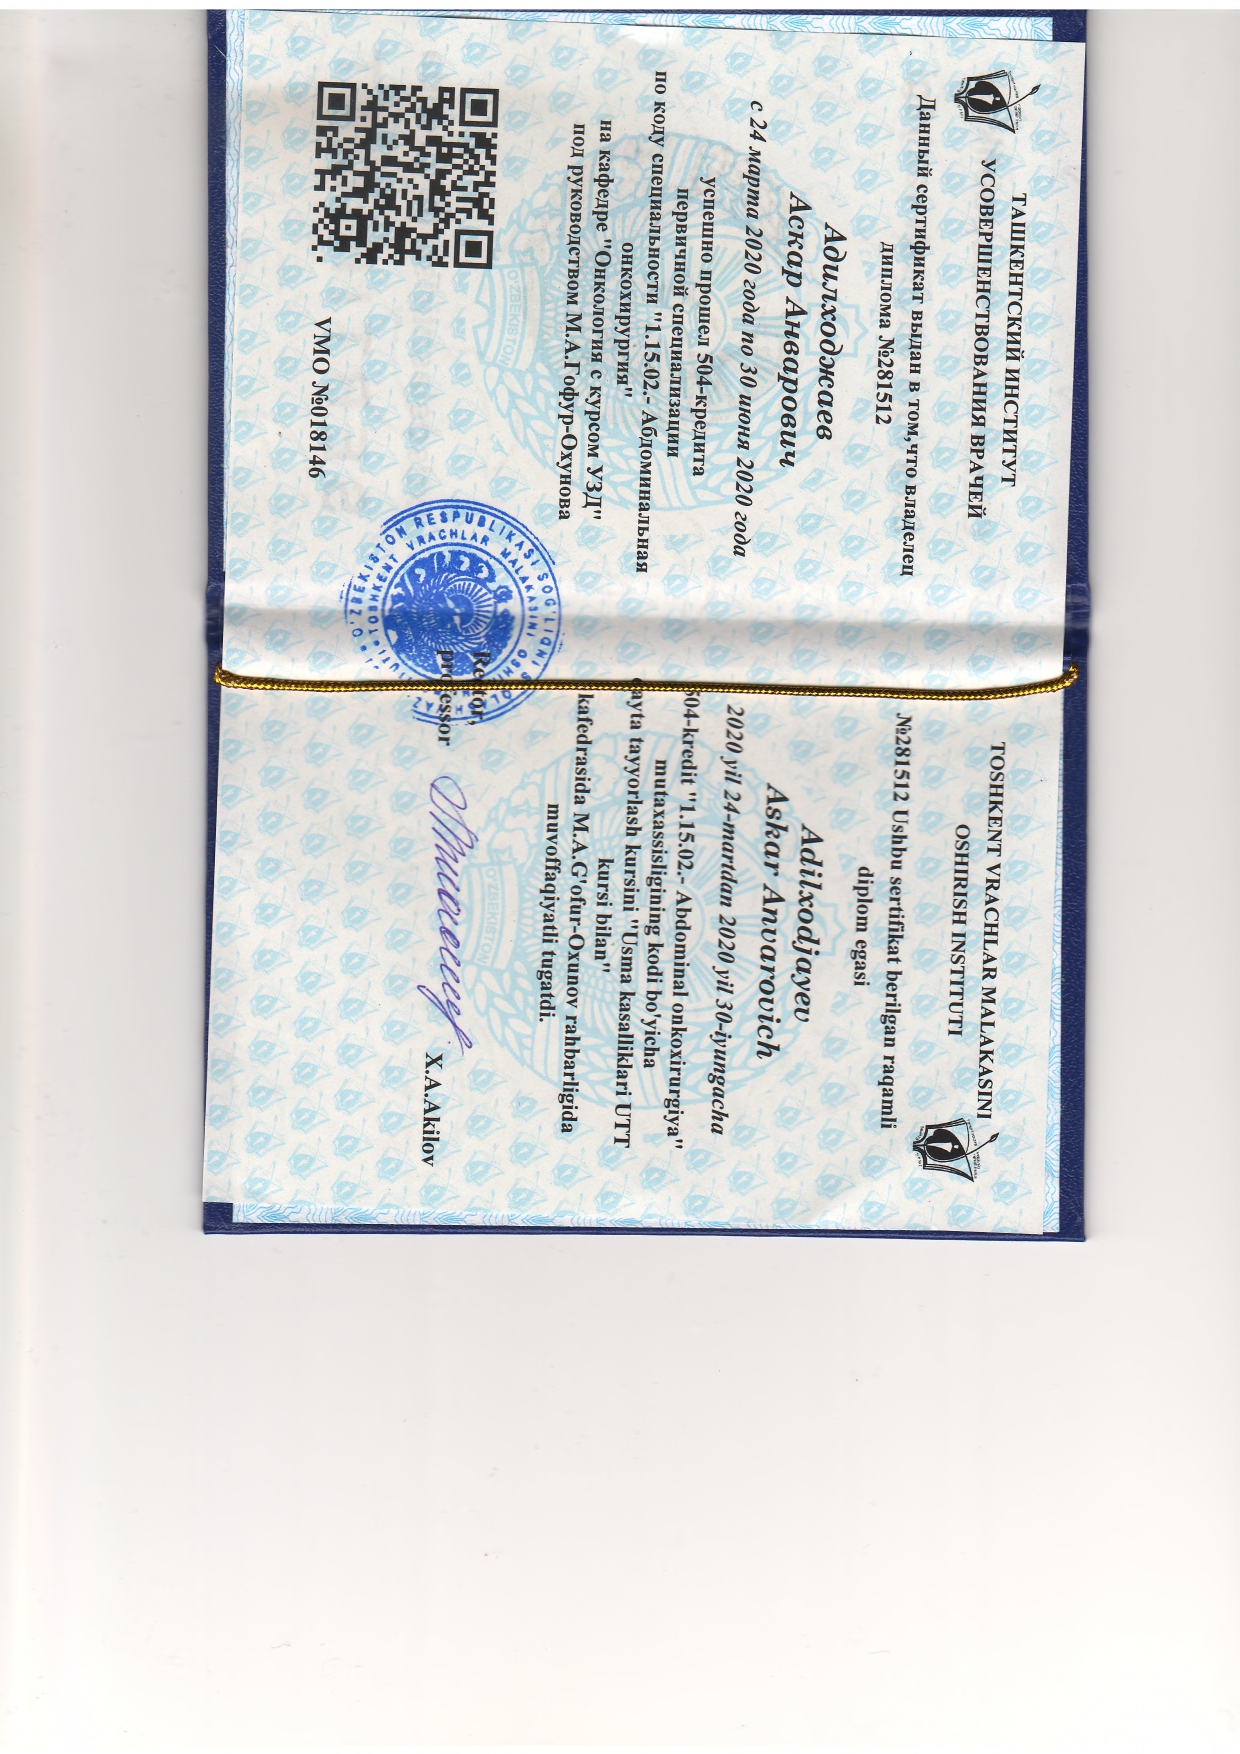 ТАШКЕНТСКИЙ ИНСТИТУТ
УСОВЕРШЕНСТВОВАНИЯ ВРАЧЕЙ
Данный сертификат выдан в том,что владелец
диплома №281512
Адилходжаев
Аскар Анварович
с 24 марта 2020 года по 30 июня 2020 года
успешно прошел 504-кредита
первичной специализации
по коду специальности "1.15.02.- Абдоминальная
онкохирургия"
на кафедре "Онкология с курсом УЗД"
под руководством М.А.Гофур-Охунова
VMO №018146
O'ZBEKISTON RESPUBLIKASI SOG'LIQNI
TOSHKENT VRACHLAR MALAKASINI
O'ZBEKISTON
TOSHKENT VRACHLAR MALAKASINI
OSHIRISH INSTITUTI
№281512 Ushbu sertifikat berilgan raqamli
diplom egasi
Adilxodjayev
Askar Anvarovich
2020 yil 24-martdan 2020 yil 30-iyungacha
504-kredit "1.15.02.- Abdominal onkoxirurgiya"
mutaxassisligining kodi bo'yicha
ayta tayyorlash kursini "Usma kasalliklari UTT
kursi bilan"
kafedrasida M.A.G'ofur-Oxunov rahbarligida
muvoffaqiyatli tugatdi.
Rektor,
professor
X.A.Akilov
O'ZBEKISTON